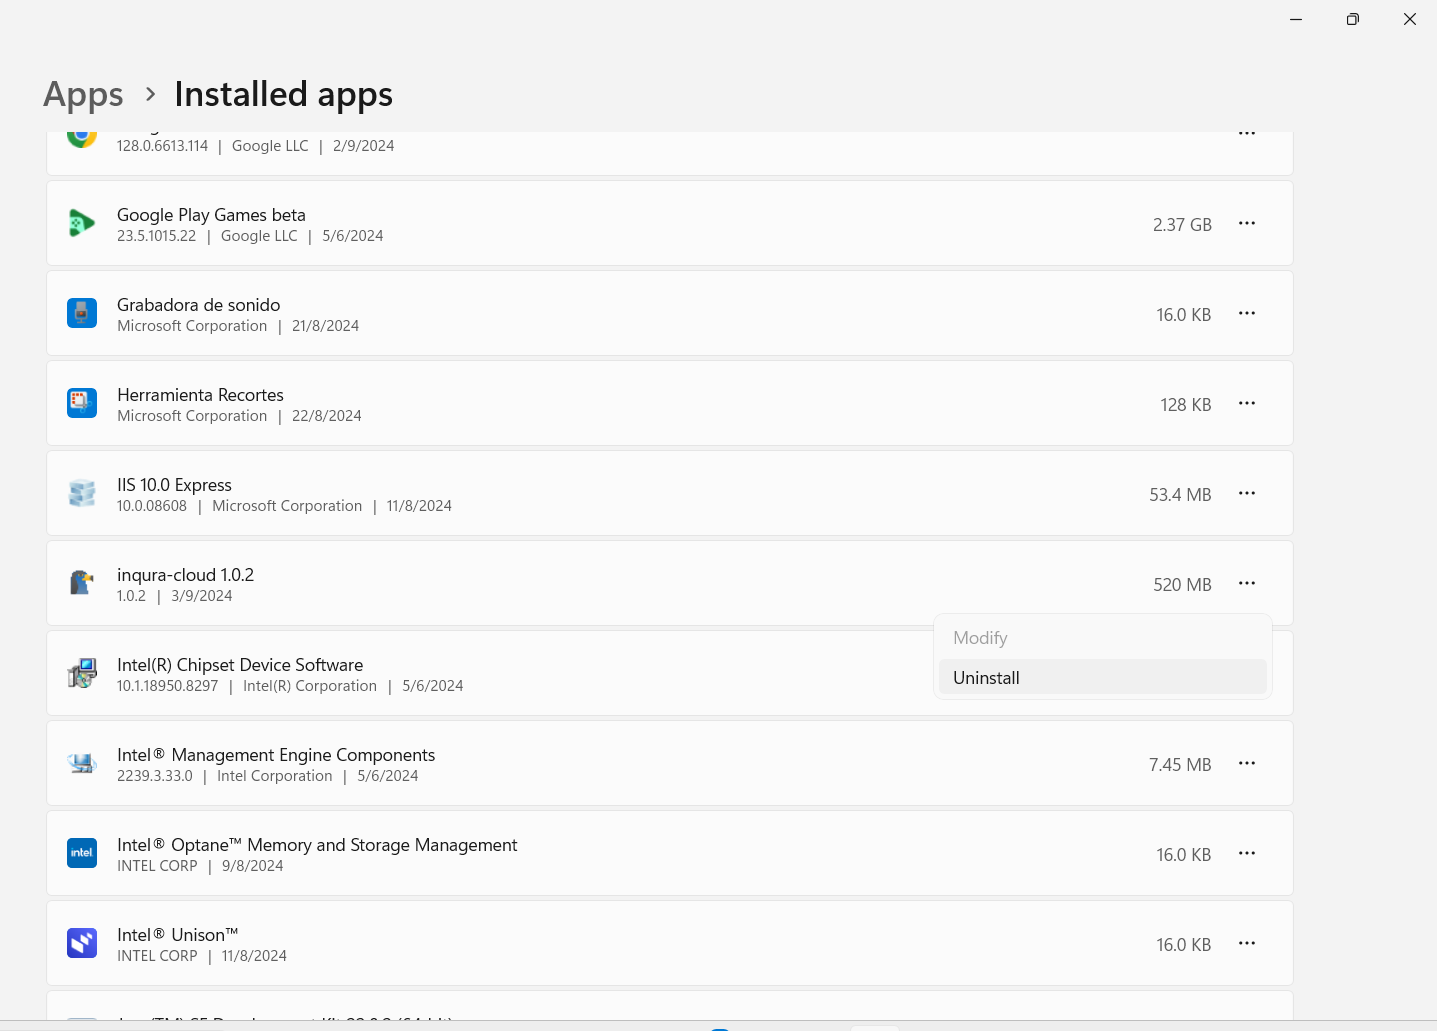 Apps > Installed apps
128.0.6613.114 | Google LLC | 2/9/2024
Google Play Games beta
23.5.1015.22 | Google LLC | 5/6/2024
2.37 GB
Grabadora de sonido
Microsoft Corporation | 21/8/2024
16.0 KB
Herramienta Recortes
Microsoft Corporation | 22/8/2024
128 KB
IIS 10.0 Express
10.0.08608 | Microsoft Corporation | 11/8/2024
53.4 MB
inqura-cloud 1.0.2
1.0.2 | 3/9/2024
520 MB
Modify
Uninstall
Intel(R) Chipset Device Software
10.1.18950.8297 | Intel(R) Corporation | 5/6/2024
Intel® Management Engine Components
2239.3.33.0 | Intel Corporation | 5/6/2024
7.45 MB
intel
Intel® Optane™ Memory and Storage Management
INTEL CORP | 9/8/2024
16.0 KB
Intel® Unison™
INTEL CORP | 11/8/2024
16.0 KB